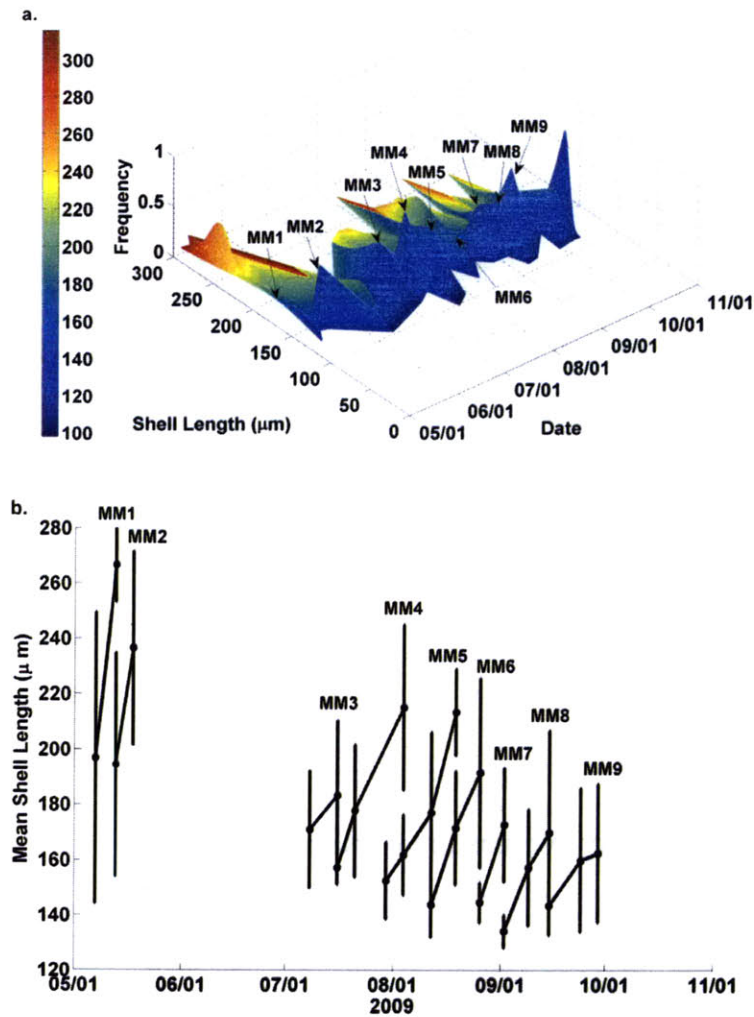 a.
300
280
260
240
220
200
180
160
140
120
100
Frequency
1
0.5
0
300
250
200
150
100
50
0
Shell Length (μm)
05/01
06/01
07/01
08/01
09/01
10/01
11/01
Date
MM1
MM2
MM3
MM4
MM5
MM6
MM7
MM8
MM9
b.
Mean Shell Length (μ m)
280
260
240
220
200
180
160
140
120
MM1
MM2
MM3
MM4
MM5
MM6
MM7
MM8
MM9
05/01
06/01
07/01
08/01
09/01
10/01
11/01
2009